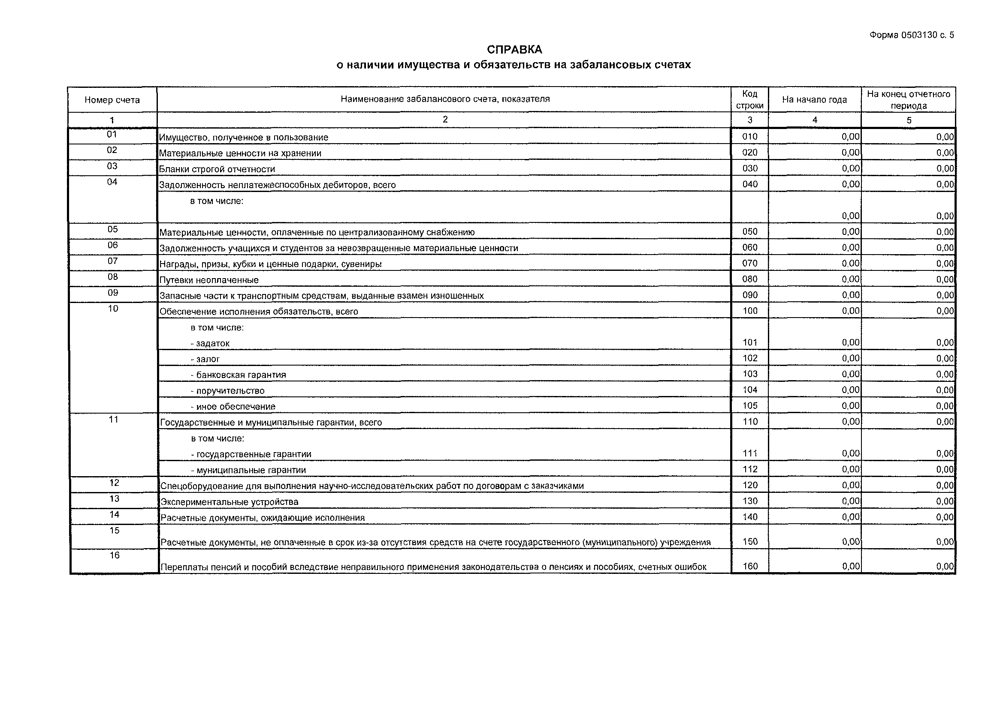 Форма 0503130 с. 5
СПРАВКА
о наличии имущества и обязательств на забалансовых счетах
Номер счета Наименование забалансового счета, показателя Код строки На начало года На конец отчетного периода
1 2 3 4 5
01 Имущество, полученное в пользование 010 0,00 0,00
02 Материальные ценности на хранении 020 0,00 0,00
03 Бланки строгой отчетности 030 0,00 0,00
04 Задолженность неплатежеспособных дебиторов, всего 040 0,00 0,00
в том числе:
0,00 0,00
05 Материальные ценности, оплаченные по централизованному снабжению 050 0,00 0,00
06 Задолженность учащихся и студентов за невозвращенные материальные ценности 060 0,00 0,00
07 Награды, призы, кубки и ценные подарки, сувениры 070 0,00 0,00
08 Путевки неоплаченные 080 0,00 0,00
09 Запасные части к транспортным средствам, выданные взамен изношенных 090 0,00 0,00
10 Обеспечение исполнения обязательств, всего 100 0,00 0,00
в том числе:
- задаток 101 0,00 0,00
- залог 102 0,00 0,00
- банковская гарантия 103 0,00 0,00
- поручительство 104 0,00 0,00
- иное обеспечение 105 0,00 0,00
11 Государственные и муниципальные гарантии, всего 110 0,00 0,00
в том числе:
- государственные гарантии 111 0,00 0,00
- муниципальные гарантии 112 0,00 0,00
12 Спецоборудование для выполнения научно-исследовательских работ по договорам с заказчиками 120 0,00 0,00
13 Экспериментальные устройства 130 0,00 0,00
14 Расчетные документы, ожидающие исполнения 140 0,00 0,00
15 Расчетные документы, не оплаченные в срок из-за отсутствия средств на счете государственного (муниципального) учреждения 150 0,00 0,00
16 Переплаты пенсий и пособий вследствие неправильного применения законодательства о пенсиях и пособиях, счетных ошибок 160 0,00 0,00